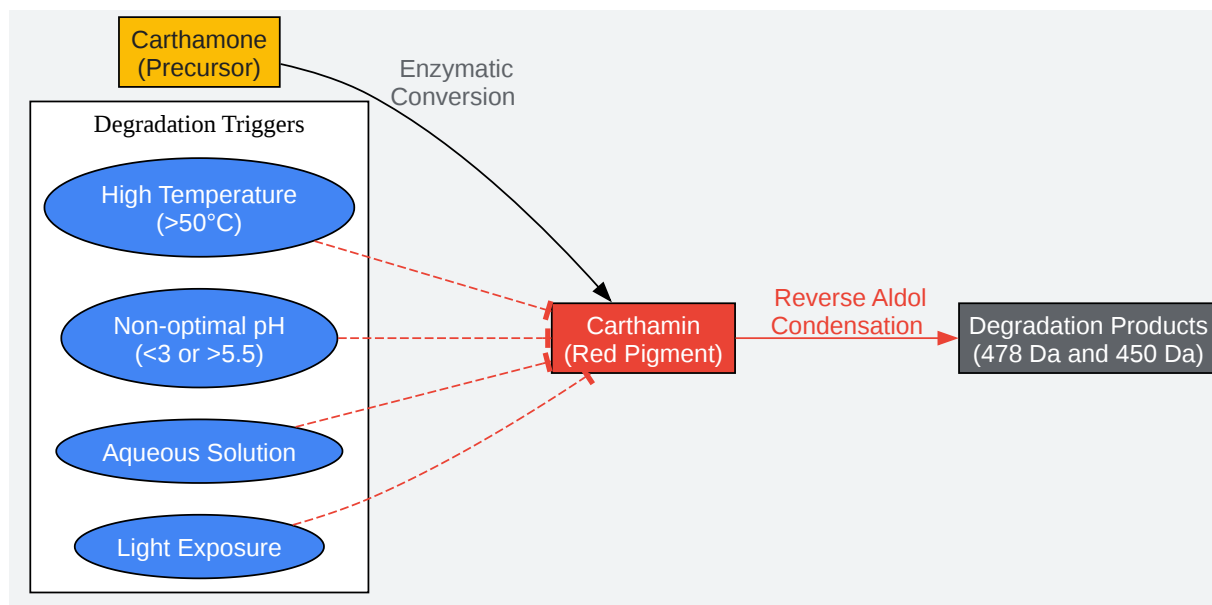 Carthamone
(Precursor)
Enzymatic
Conversion
Degradation Triggers
High Temperature
(>50°C)
Non-optimal pH
(<3 or >5.5)
Aqueous Solution
Light Exposure
Carthamin
(Red Pigment)
Reverse Aldol
Condensation
Degradation Products
(478 Da and 450 Da)